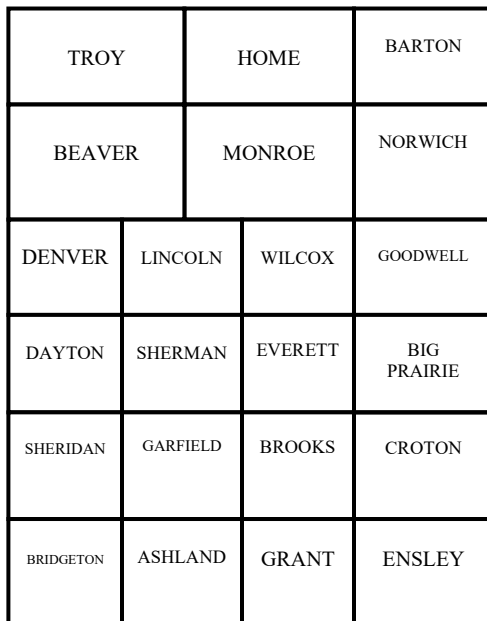 TROY
HOME
BARTON
BEAVER
MONROE
NORWICH
DENVER
LINCOLN
WILCOX
GOODWELL
DAYTON
SHERMAN
EVERETT
BIG
PRAIRIE
SHERIDAN
GARFIELD
BROOKS
CROTON
BRIDGETON
ASHLAND
GRANT
ENSLEY